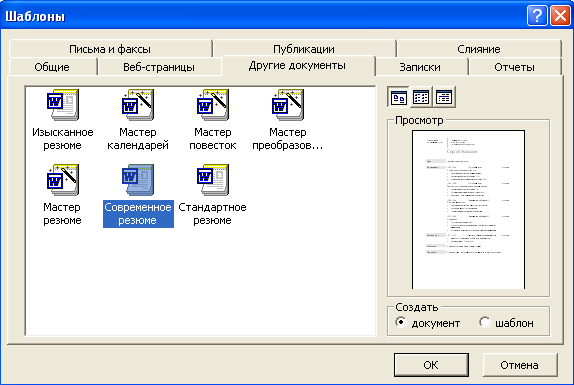 Шаблоны
Письма и факсы
Публикации
Слияние
Общие
Веб-страницы
Другие документы
Записки
Отчеты
Изысканное
резюме
Мастер
календарей
Мастер
повесток
Мастер
преобразов...
Мастер
резюме
Современное
резюме
Стандартное
резюме
Просмотр
Создать
документ
шаблон
ОК
Отмена